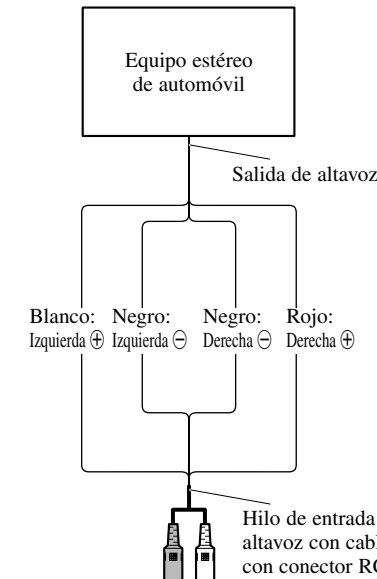 Equipo estéreo
de automóvil
Salida de altavoz
Blanco: Negro: Negro: Rojo:
Izquierda ⊕ Izquierda ⊖ Derecha ⊖ Derecha ⊕
Hilo de entrada
altavoz con
con conector